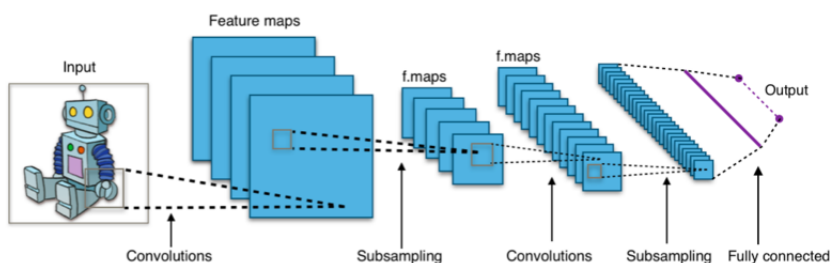 Feature maps
f.maps
f.maps
Input
Output
Convolutions
Subsampling
Convolutions
Subsampling
Fully connected